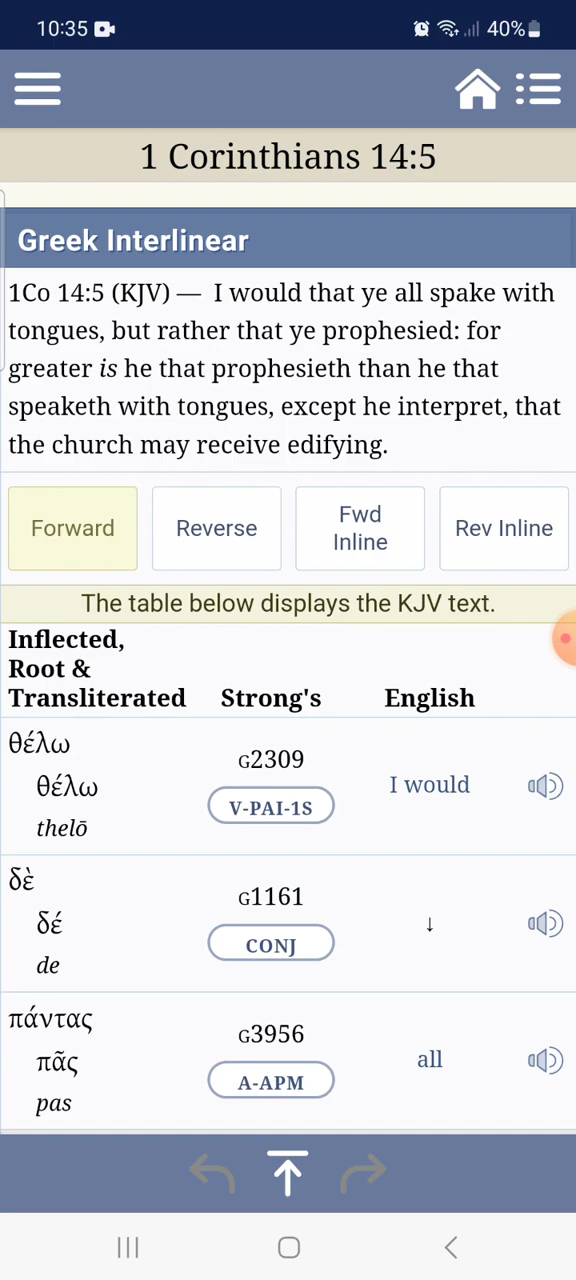 10:35 40%
1 Corinthians 14:5
Greek Interlinear
1Co 14:5 (KJV) — I would that ye all spake with
tongues, but rather that ye prophesied: for
greater is he that prophesieth than he that
speaketh with tongues, except he interpret, that
the church may receive edifying.
Forward Reverse Fwd Inline Rev Inline
The table below displays the KJV text.
Inflected,
Root &
Transliterated Strong's English
θέλω
θέλω
thelō
G2309
V-PAI-1S
I would
δὲ
δέ
de
G1161
CONJ
↓
πάντας
πᾶς
pas
G3956
A-APM
all